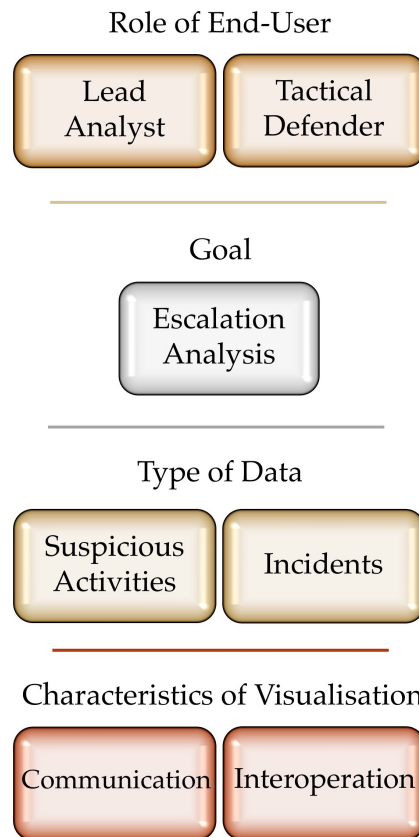 Role of End-User
Lead Tactical
Analyst Defender
Goal
Escalation
Analysis
Type of Data
Suspicious
Activities
Incidents
Characteristics of Visualisation
Communication
Interoperation